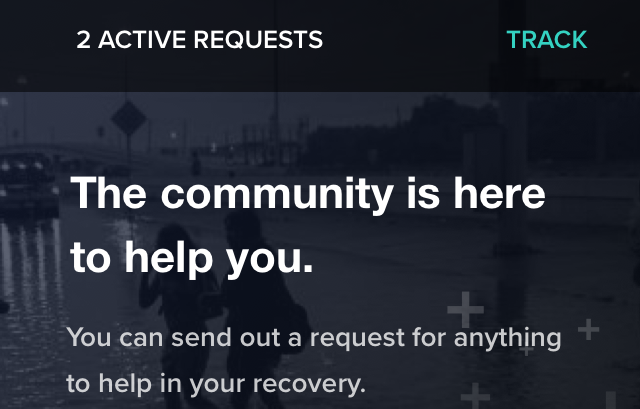 2 ACTIVE REQUESTS TRACK
The community is here
to help you.
You can send out a request for anything
to help in your recovery.